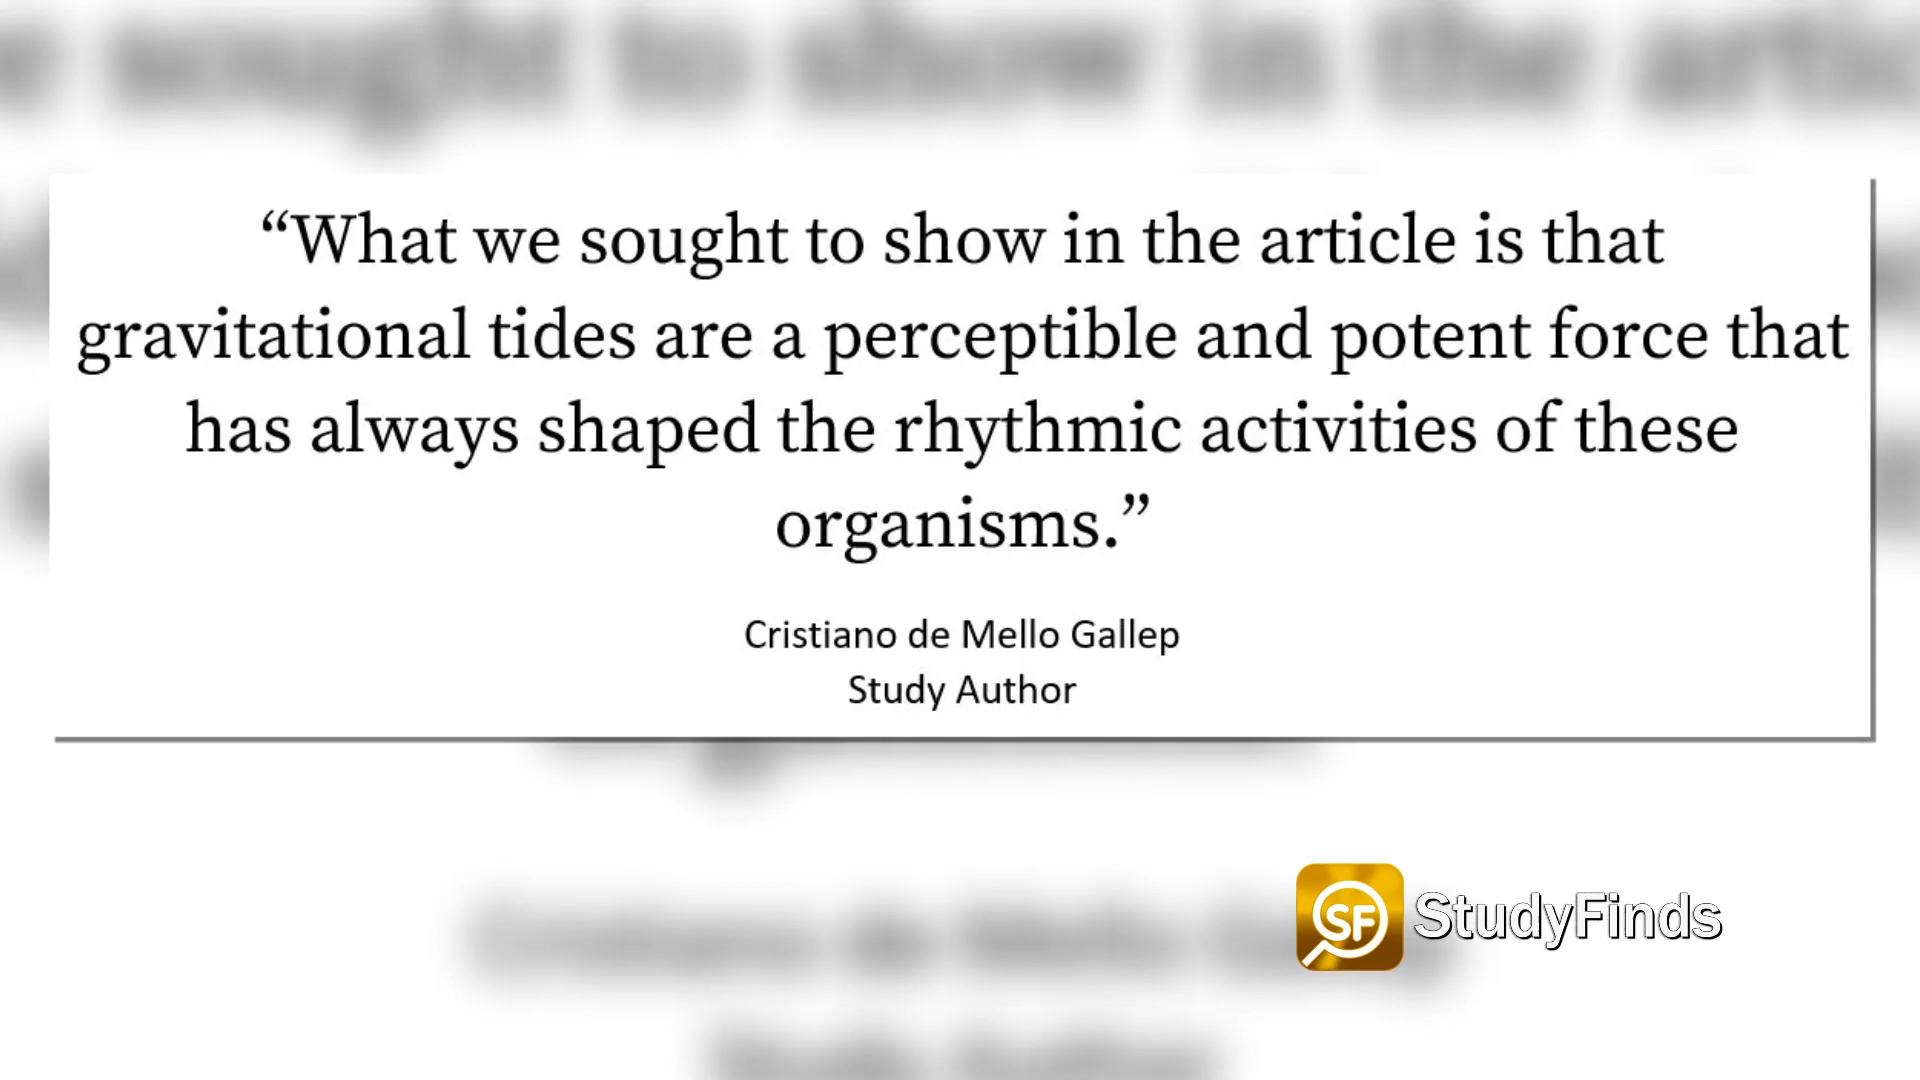 “What we sought to show in the article is that
gravitational tides are a perceptible and potent force that
has always shaped the rhythmic activities of these
organisms.”
Cristiano de Mello Gallep
Study Author
SF StudyFinds